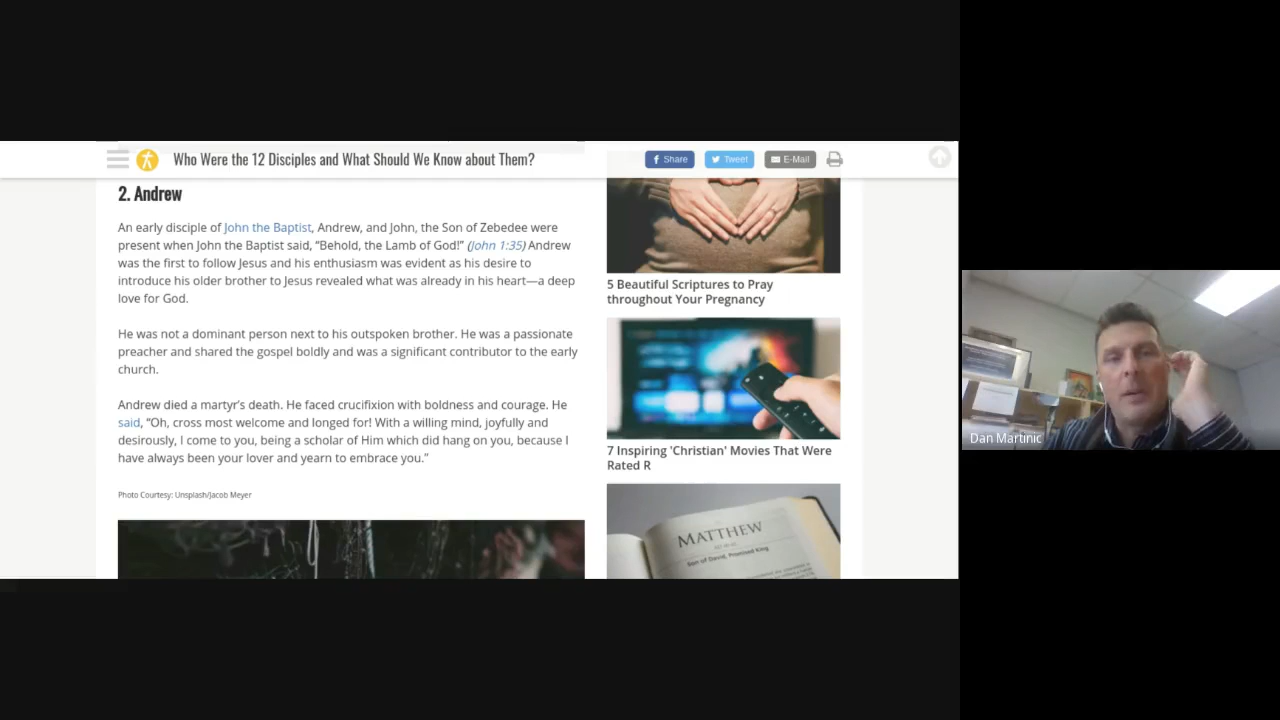 Who Were the 12 Disciples and What Should We Know about Them?
Share
Tweet
E-Mail
2. Andrew
An early disciple of John the Baptist, Andrew, and John, the Son of Zebedee were
present when John the Baptist said, “Behold, the Lamb of God!” (John 1:35) Andrew
was the first to follow Jesus and his enthusiasm was evident as his desire to
introduce his older brother to Jesus revealed what was already in his heart—a deep
love for God.
He was not a dominant person next to his outspoken brother. He was a passionate
preacher and shared the gospel boldly and was a significant contributor to the early
church.
Andrew died a martyr’s death. He faced crucifixion with boldness and courage. He
said, “Oh, cross most welcome and longed for! With a willing mind, joyfully and
desirously, I come to you, being a scholar of Him which did hang on you, because I
have always been your lover and yearn to embrace you.”
Photo Courtesy: Unsplash/Jacob Meyer
5 Beautiful Scriptures to Pray
throughout Your Pregnancy
7 Inspiring 'Christian' Movies That Were
Rated R
MATTHEW
Son of David, Promised King
Dan Martinic